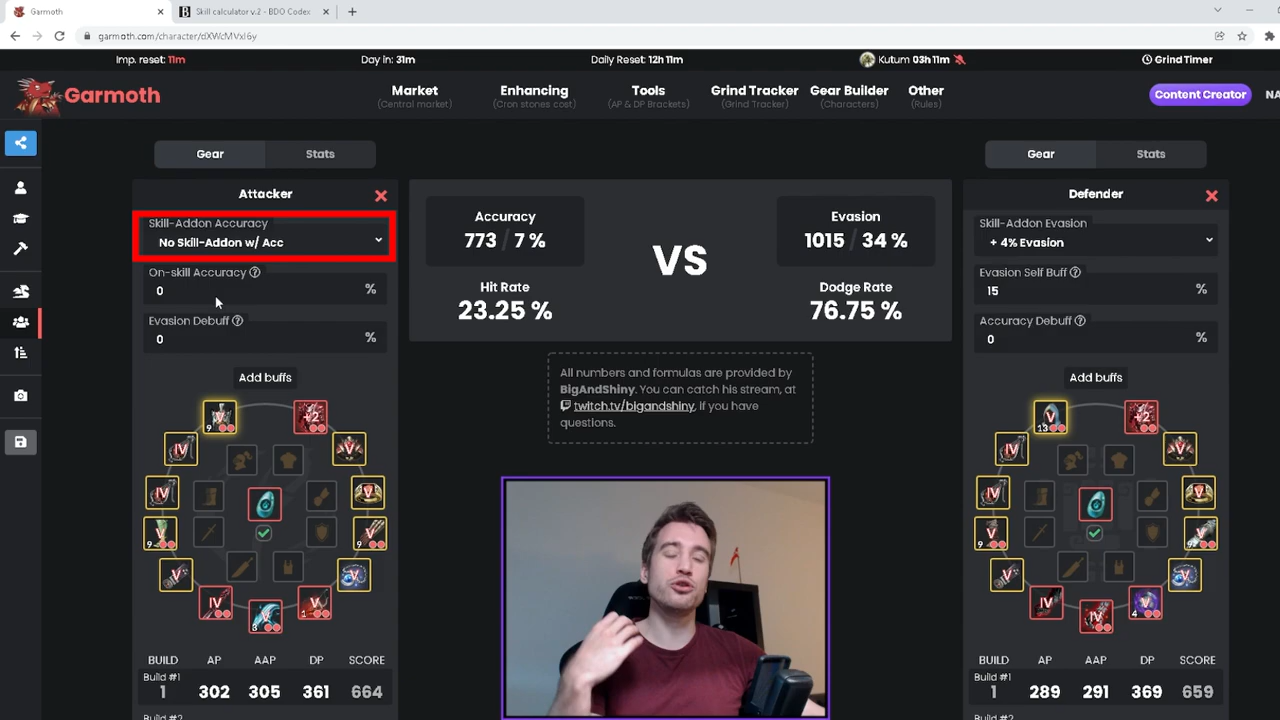 Garmoth
Skill calculator v.2 - BDO Codex
garmoth.com/character/dXWcMVxl6y
Imp. reset: 11m
Day in: 31m
Daily Reset: 12h 11m
Kutum 03h 11m
Grind Timer
Garmoth
Market
(Central market)
Enhancing
(Cron stones cost)
Tools
(AP & DP Brackets)
Grind Tracker
(Grind Tracker)
Gear Builder
(Characters)
Other
(Rules)
Content Creator
NA
Gear
Stats
Gear
Stats
Attacker
Skill-Addon Accuracy
No Skill-Addon w/ Acc
On-skill Accuracy
0
%
Evasion Debuff
0
%
Add buffs
Accuracy
773 / 7 %
Hit Rate
23.25 %
VS
Evasion
1015 / 34 %
Dodge Rate
76.75 %
All numbers and formulas are provided by
BigAndShiny. You can catch his stream, at
twitch.tv/bigandshiny, If you have
questions.
Defender
Skill-Addon Evasion
+ 4% Evasion
Evasion Self Buff
15
%
Accuracy Debuff
0
%
Add buffs
BUILD AP AAP DP SCORE
Build #1
1 302 305 361 664
Build #2
BUILD AP AAP DP SCORE
Build #1
1 289 291 369 659
Build #2